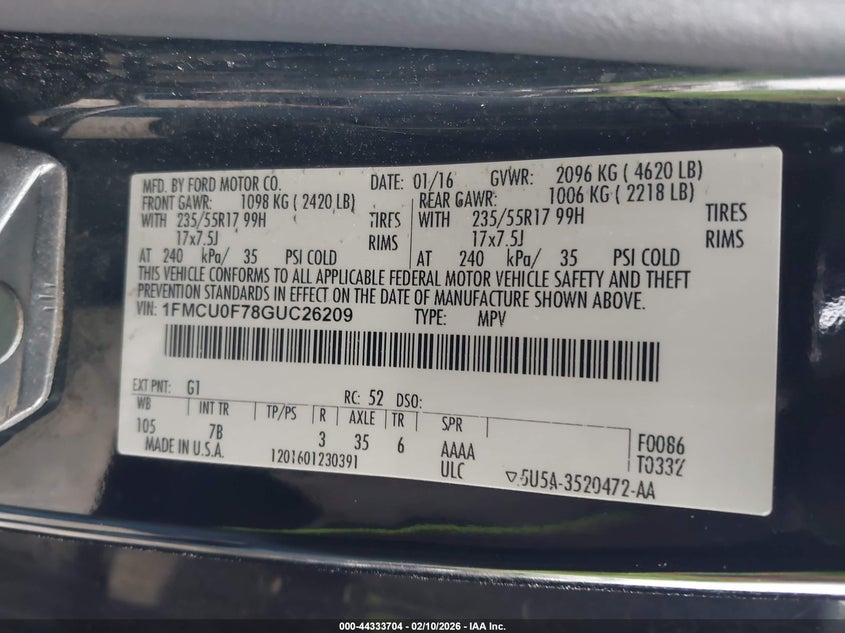 MFD. BY FORD MOTOR CO. DATE: 01/16 GVWR: 2096 KG ( 4620 LB)
FRONT GAWR: 1098 KG ( 2420 LB) REAR GAWR: 1006 KG ( 2218 LB)
WITH 235/55R17 99H TIRES WITH 235/55R17 99H TIRES
17x7.5J RIMS 17x7.5J RIMS
AT 240 kPa/ 35 PSI COLD AT 240 kPa/ 35 PSI COLD
THIS VEHICLE CONFORMS TO ALL APPLICABLE FEDERAL MOTOR VEHICLE SAFETY AND THEFT
PREVENTION STANDARDS IN EFFECT ON THE DATE OF MANUFACTURE SHOWN ABOVE.
VIN: 1FMCU0F78GUC26209 TYPE: MPV
EXT PNT: G1 RC: 52 DSO:
WB INT TR TP/PS R AXLE TR SPR
105 7B 3 35 6 AAAA F0086
MADE IN U.S.A. 1201601230391 ULC T0332
▽5U5A-3520472-AA
000-44333704 - 02/10/2026 - IAA Inc.